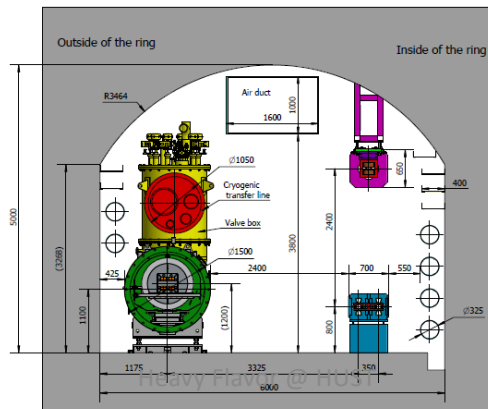 Outside of the ring
Inside of the ring
R3464
Air duct
1000
1600
Ø1050
650
Cryogenic
transfer line
400
Valve box
5000
(3268)
2400
3800
Ø1500
425
2400
700
550
1100
(1200)
800
Ø325
1175
3325
350
Heavy Flavor @ HUST
6000